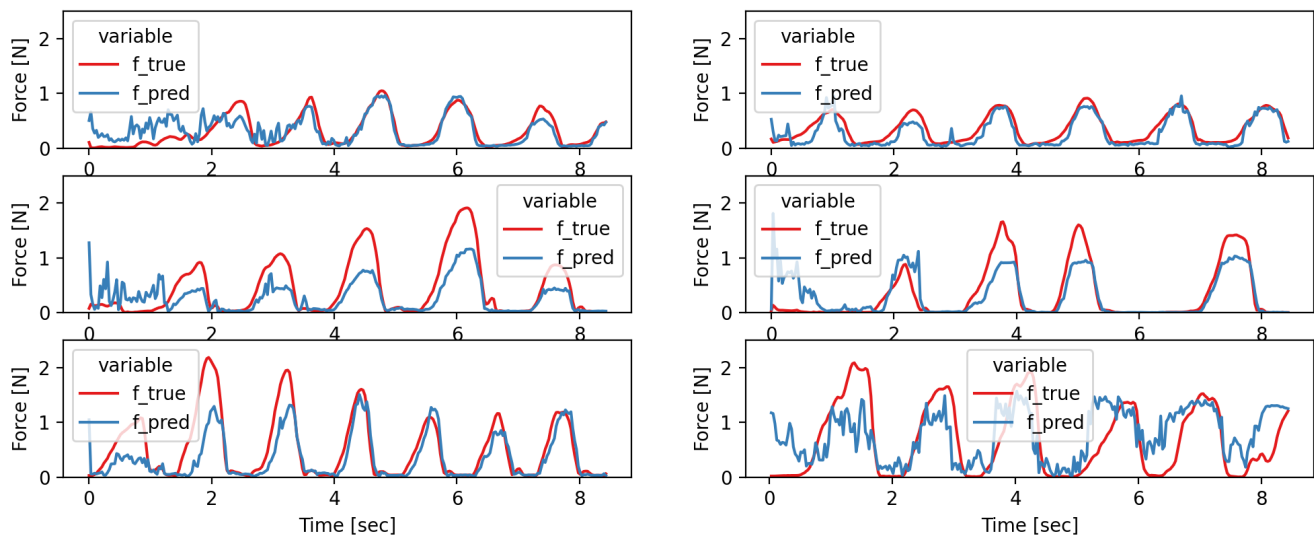 variable
f_true
f_pred
Force [N]
2
1
0
0 2 4 6 8
variable
f_true
f_pred
Force [N]
2
1
0
0 2 4 6 8
variable
f_true
f_pred
Force [N]
2
1
0
0 2 4 6 8
variable
f_true
f_pred
Force [N]
2
1
0
0 2 4 6 8
variable
f_true
f_pred
Force [N]
2
1
0
0 2 4 6 8
Time [sec]
variable
f_true
f_pred
Force [N]
2
1
0
0 2 4 6 8
Time [sec]